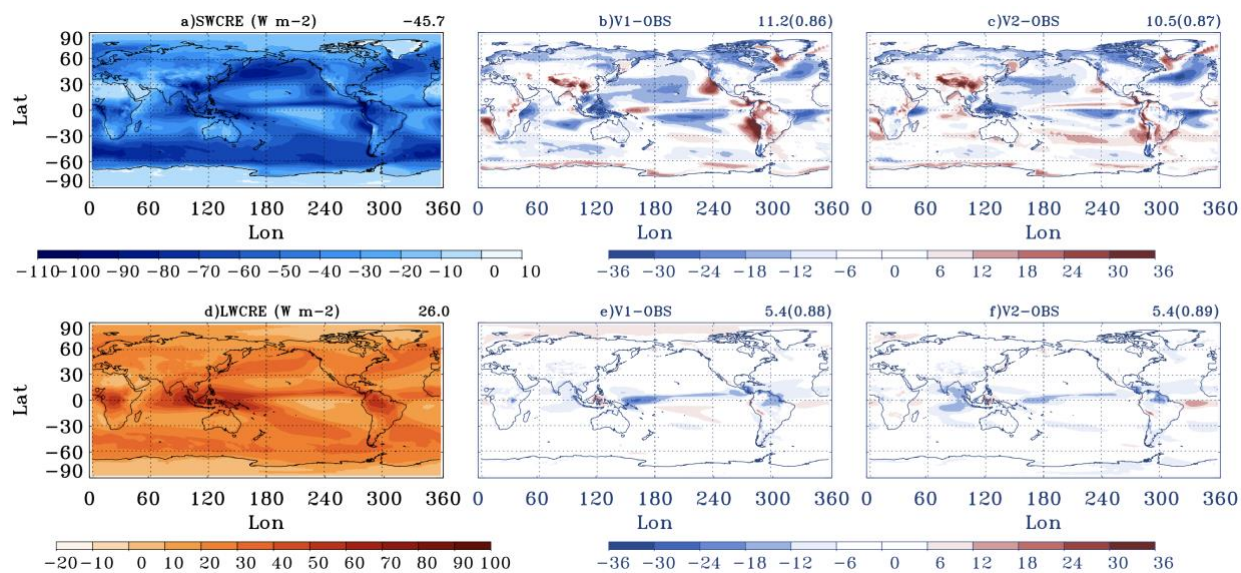 a)SWCRE (W m-2) -45.7
b)V1-OBS 11.2(0.86)
c)V2-OBS 10.5(0.87)
Lat
90
60
30
0
-30
-60
-90
0 60 120 180 240 300 360
0 60 120 180 240 300 360
0 60 120 180 240 300 360
Lon
Lon
Lon
-110 -100 -90 -80 -70 -60 -50 -40 -30 -20 -10 0 10
-36 -30 -24 -18 -12 -6 0 6 12 18 24 30 36
d)LWCRE (W m-2) 26.0
e)V1-OBS 5.4(0.88)
f)V2-OBS 5.4(0.89)
Lat
90
60
30
0
-30
-60
-90
0 60 120 180 240 300 360
0 60 120 180 240 300 360
0 60 120 180 240 300 360
Lon
Lon
Lon
-20 -10 0 10 20 30 40 50 60 70 80 90 100
-36 -30 -24 -18 -12 -6 0 6 12 18 24 30 36